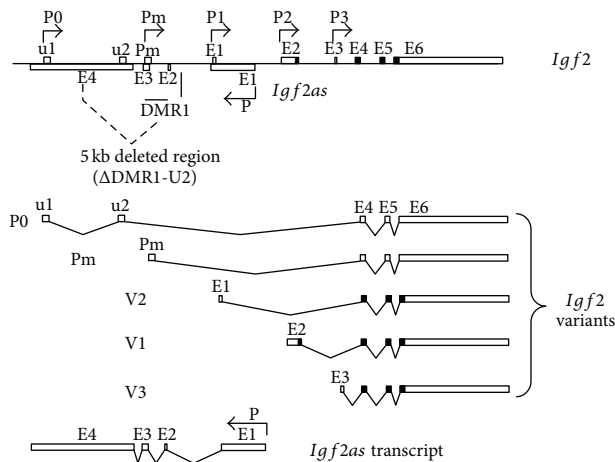 P0 Pm P1 P2 P3
u1 u2 Pm E1 E2 E3 E4 E5 E6 Igf2
E4 E3 E2 E1
Igf2as
DMR1 P
5 kb deleted region
(ΔDMR1-U2)
u1 u2 E4 E5 E6
P0
Pm
Pm
E1
V2
Igf2
variants
E2
V1
E3
V3
P
E4 E3 E2 E1
Igf2as transcript